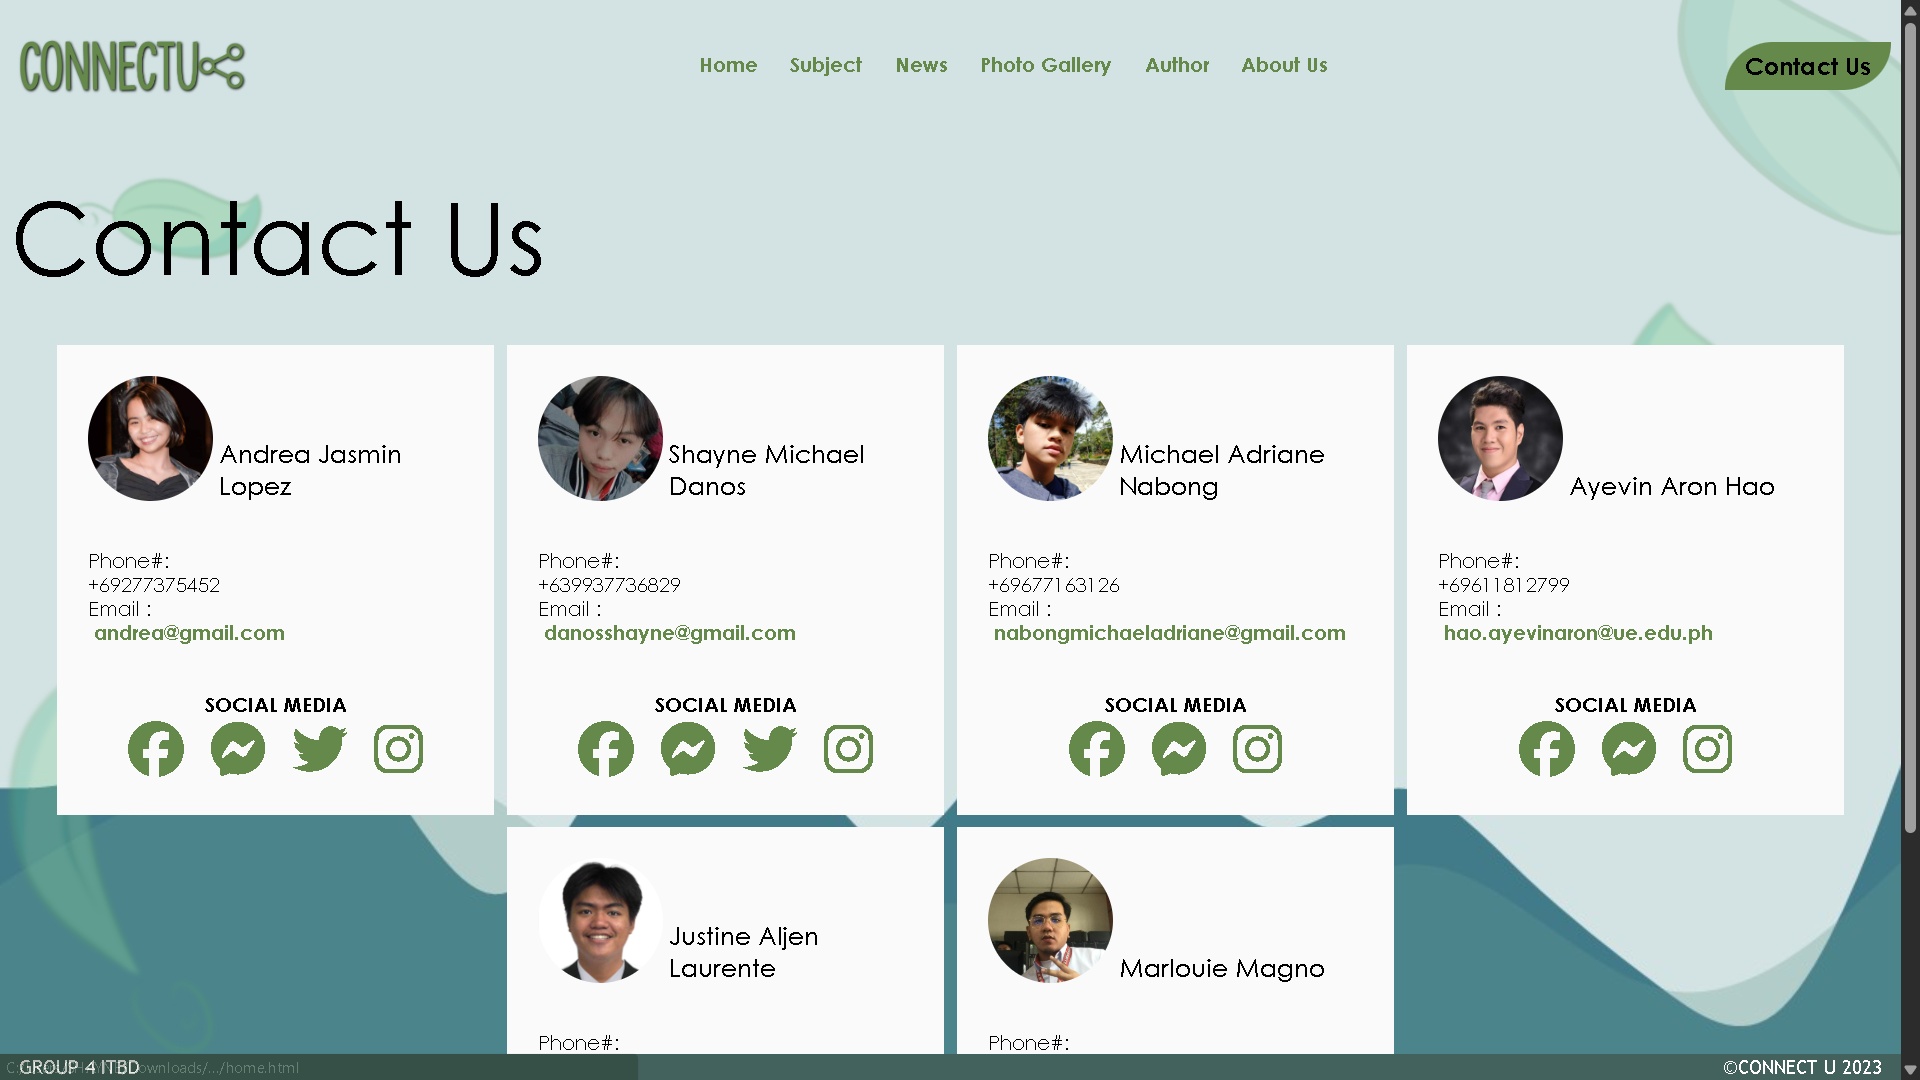 CONNECTU
Home Subject News Photo Gallery Author About Us
Contact Us
Contact Us
Andrea Jasmin
Lopez
Phone#:
+69277375452
Email :
andrea@gmail.com
SOCIAL MEDIA
Shayne Michael
Danos
Phone#:
+639937736829
Email :
danosshayne@gmail.com
SOCIAL MEDIA
Michael Adriane
Nabong
Phone#:
+69677163126
Email :
nabongmichaeladriane@gmail.com
SOCIAL MEDIA
Ayevin Aron Hao
Phone#:
+69611812799
Email :
hao.ayevinaron@ue.edu.ph
SOCIAL MEDIA
Justine Aljen
Laurente
Phone#:
Marlouie Magno
Phone#:
GROUP 4 ITBD
ownloads/.../home.html
©CONNECT U 2023